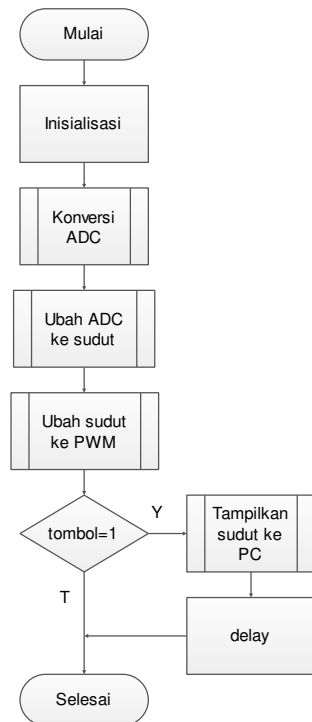 Mulai
Inisialisasi
Konversi
ADC
Ubah ADC
ke sudut
Ubah sudut
ke PWM
tombol=1
Y
Tampilkan
sudut ke
PC
T
delay
Selesai